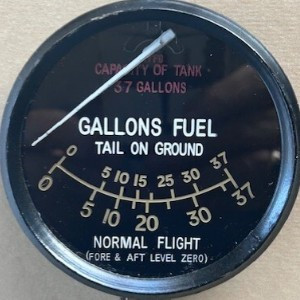 CAPACITY OF TANK
37 GALLONS
GALLONS FUEL
TAIL ON GROUND
0 5 10 15 25 30 37
0 5 10 20 30 37
NORMAL FLIGHT
(FORE & AFT LEVEL ZERO)